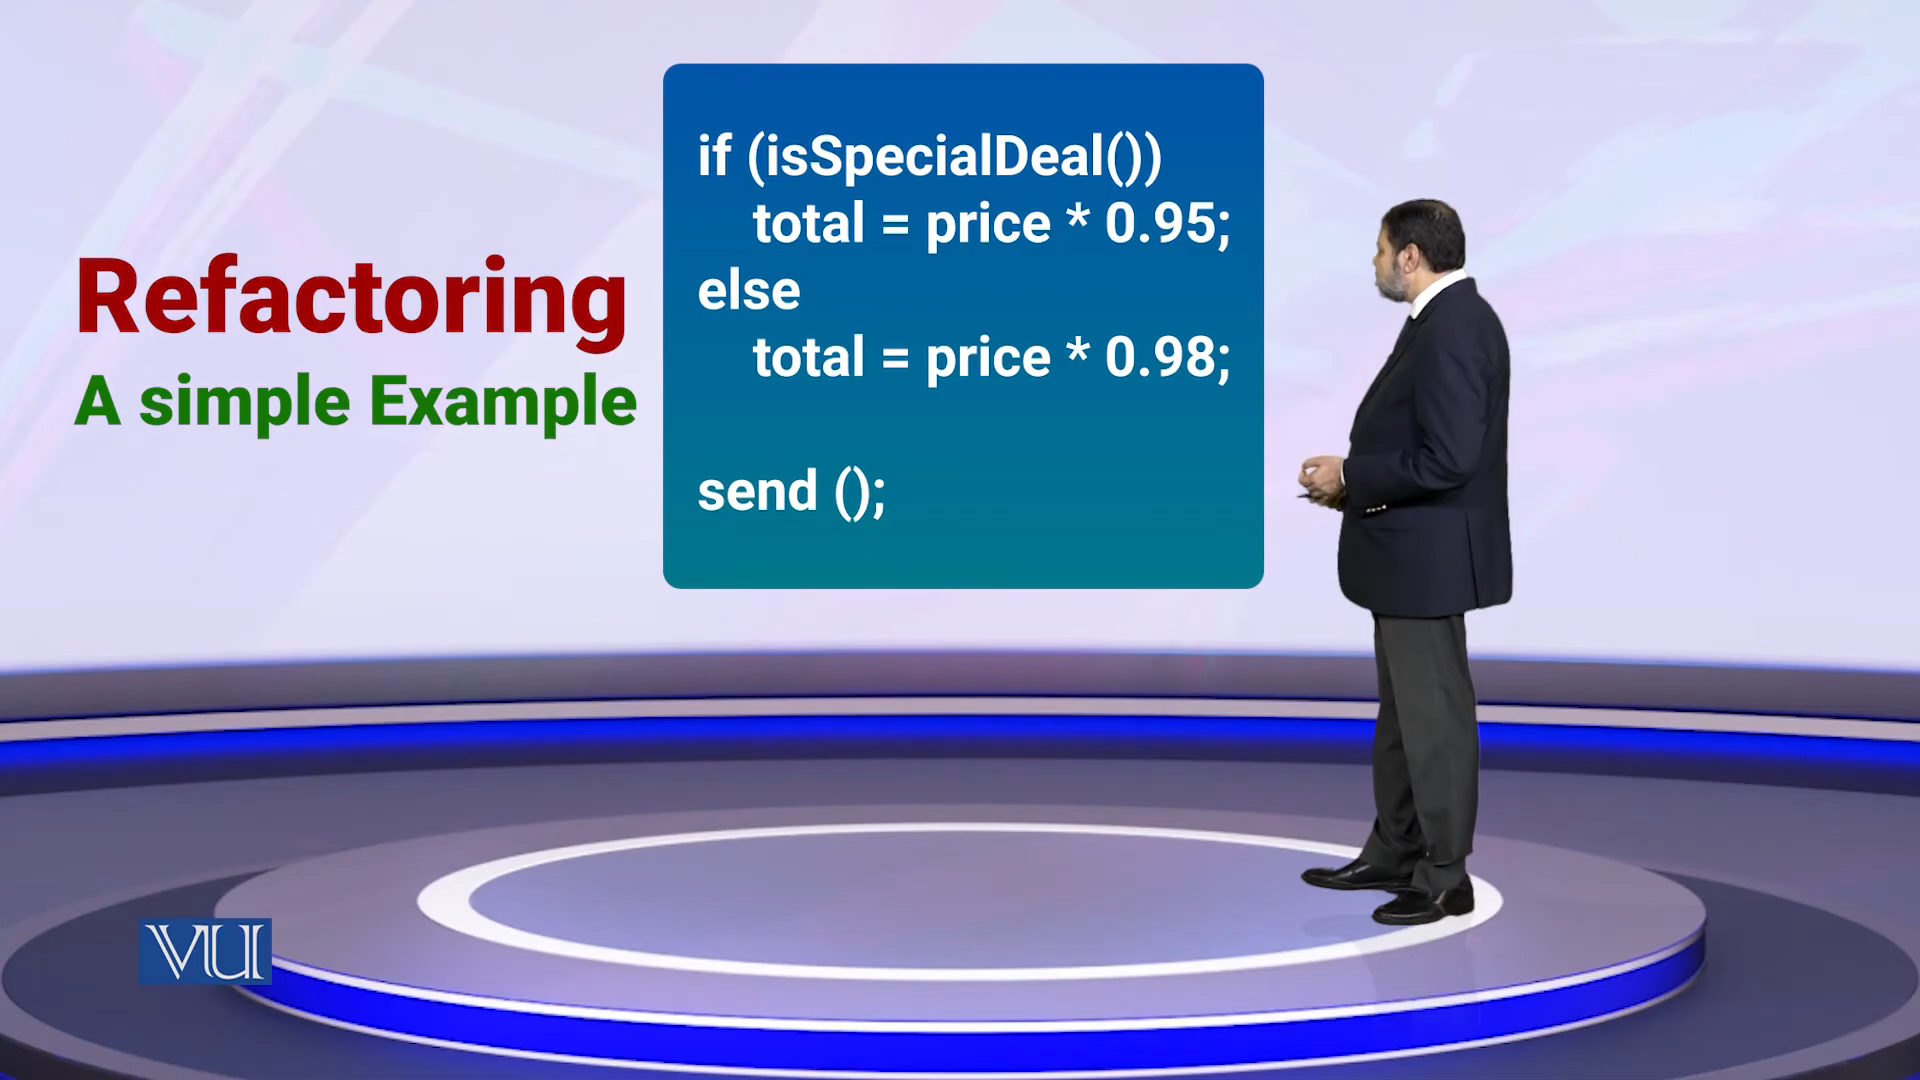 Refactoring
A simple Example
if (isSpecialDeal())
total = price * 0.95;
else
total = price * 0.98;
send ();
VU